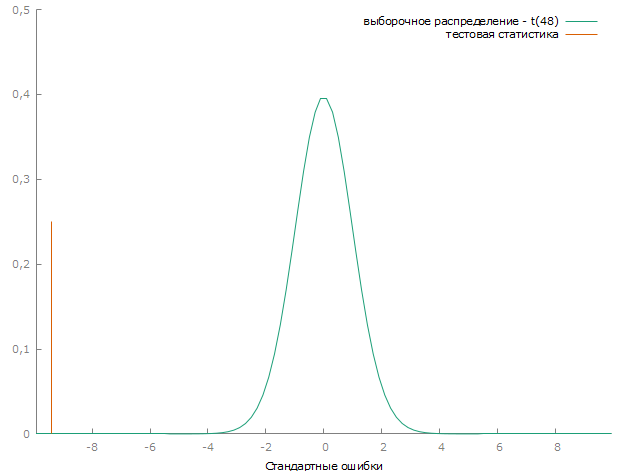 0,5
выборочное распределение - t(48)
тестовая статистика
0,4
0,3
0,2
0,1
0
-8 -6 -4 -2 0 2 4 6 8
Стандартные ошибки